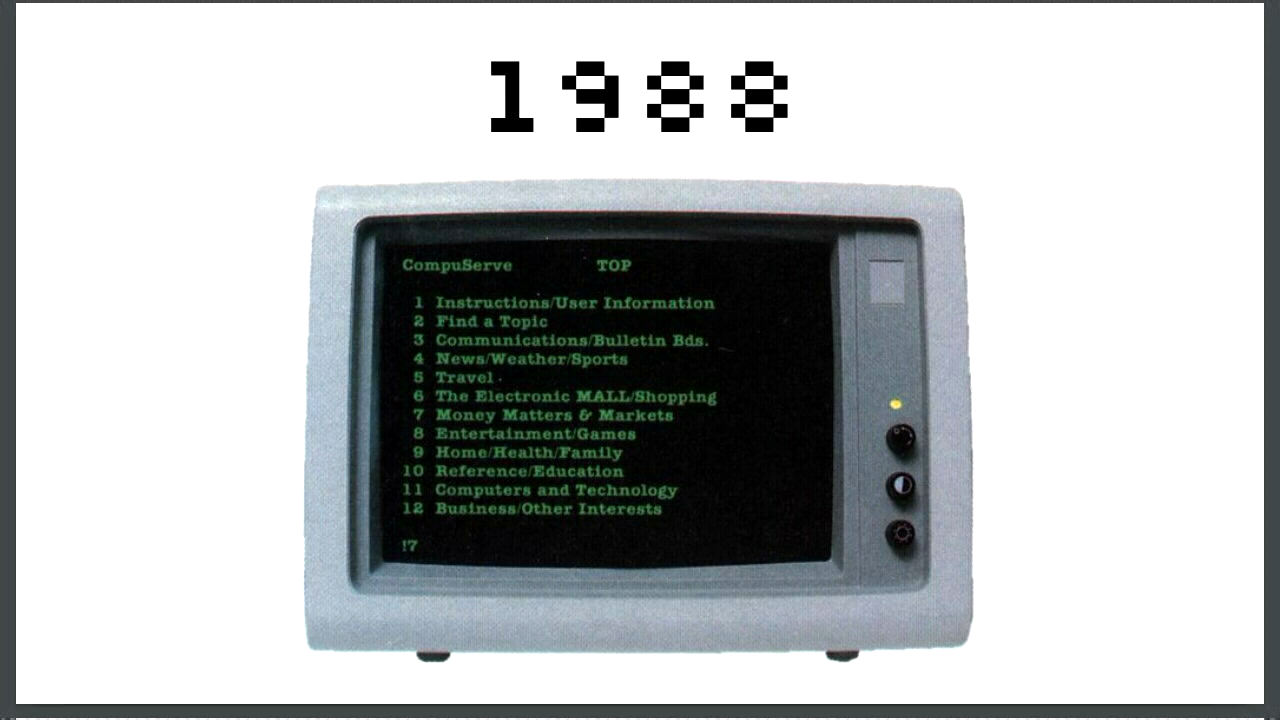 1988
CompuServe TOP
1 Instructions/User Information
2 Find a Topic
3 Communications/Bulletin Bds.
4 News/Weather/Sports
5 Travel
6 The Electronic MALL/Shopping
7 Money Matters & Markets
8 Entertainment/Games
9 Home/Health/Family
10 Reference/Education
11 Computers and Technology
12 Business/Other Interests
!7